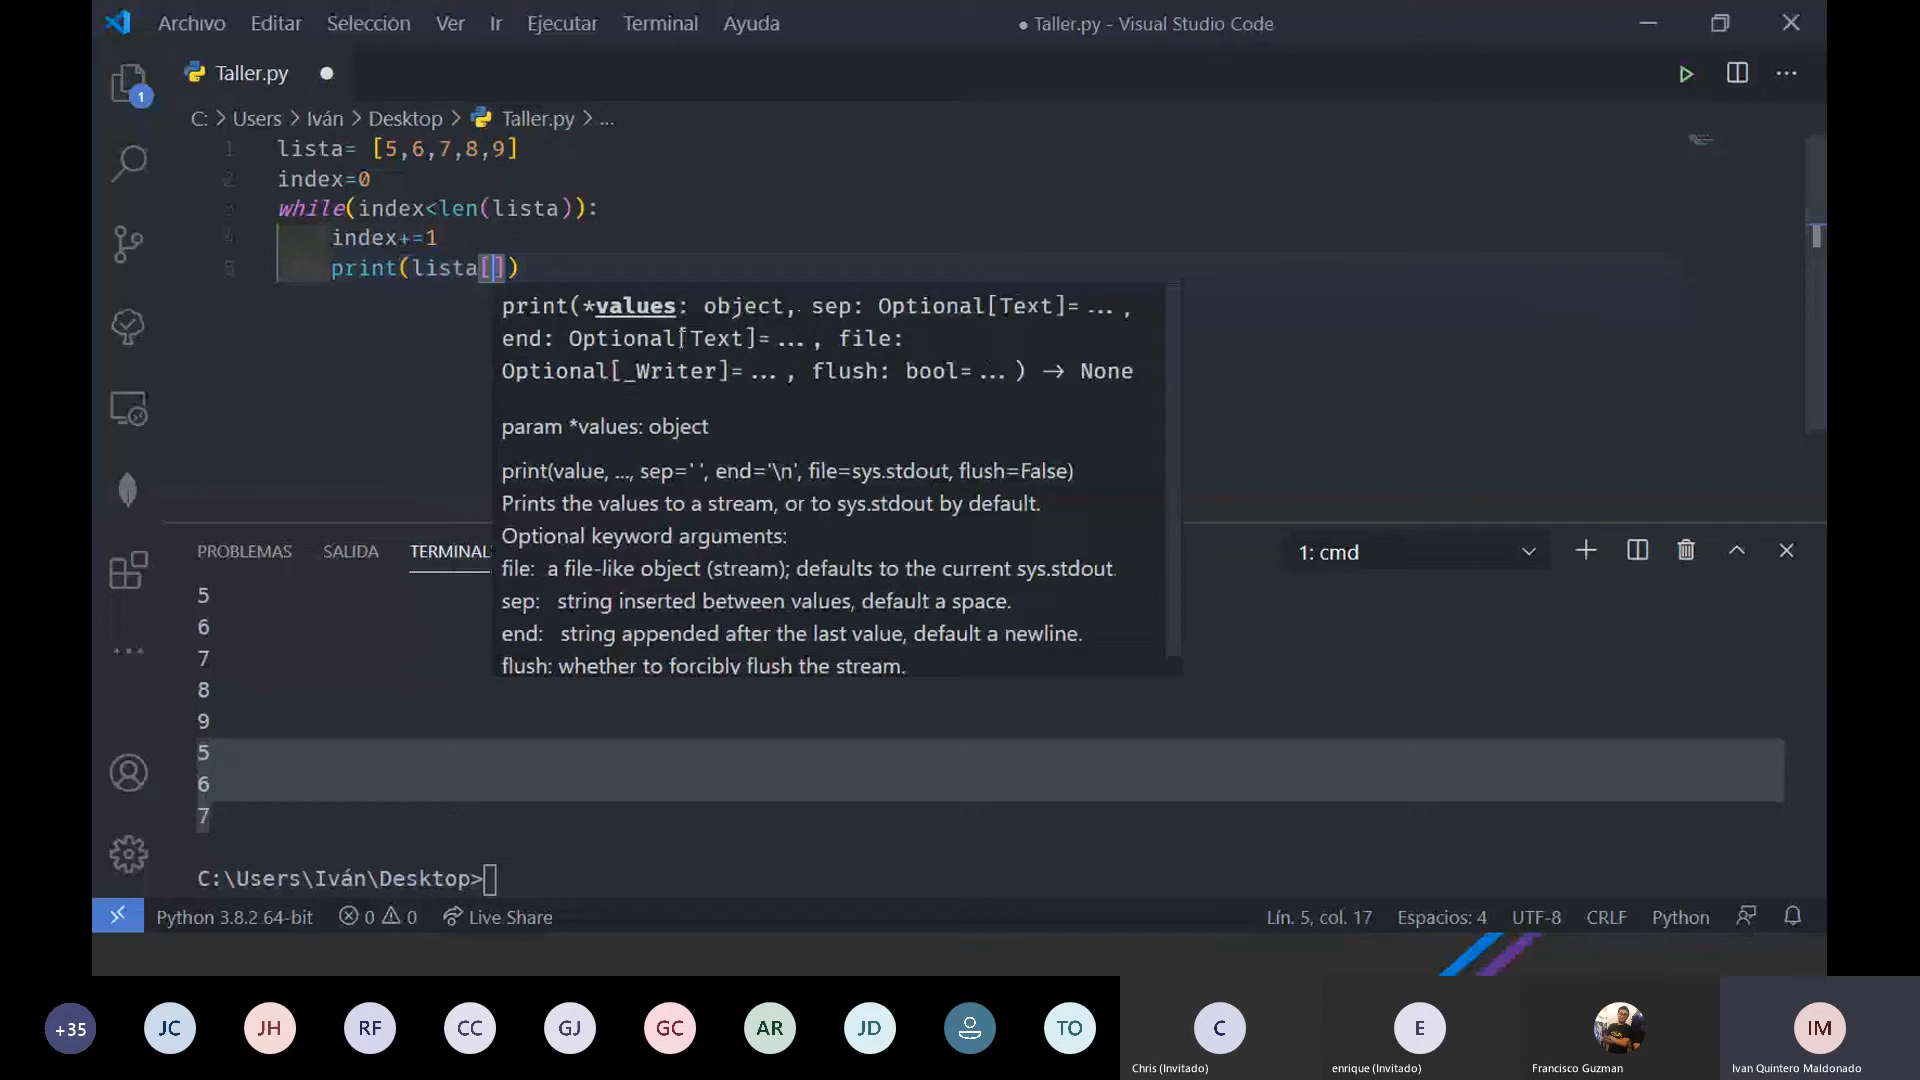 Archivo Editar Selección Ver Ir Ejecutar Terminal Ayuda ● Taller.py - Visual Studio Code
Taller.py
1
C: > Users > Iván > Desktop > Taller.py > ...
1 lista= [5,6,7,8,9]
2 index=0
3 while(index<len(lista)):
4 index+=1
5 print(lista[])
print(*values: object, sep: Optional[Text]=..., 
end: Optional[Text]=..., file:
Optional[_Writer]=..., flush: bool=...) → None
param *values: object
print(value, ..., sep=' ', end='\n', file=sys.stdout, flush=False)
Prints the values to a stream, or to sys.stdout by default.
Optional keyword arguments:
file: a file-like object (stream); defaults to the current sys.stdout.
sep: string inserted between values, default a space.
end: string appended after the last value, default a newline.
flush: whether to forcibly flush the stream.
PROBLEMAS SALIDA TERMINAL 1: cmd
5
6
7
8
9
5
6
7
C:\Users\Iván\Desktop>
Python 3.8.2 64-bit 0 0 Live Share Lín. 5, col. 17 Espacios: 4 UTF-8 CRLF Python
+35 JC JH RF CC GJ GC AR JD TO C E IM
Chris (Invitado) enrique (Invitado) Francisco Guzman Ivan Quintero Maldonado